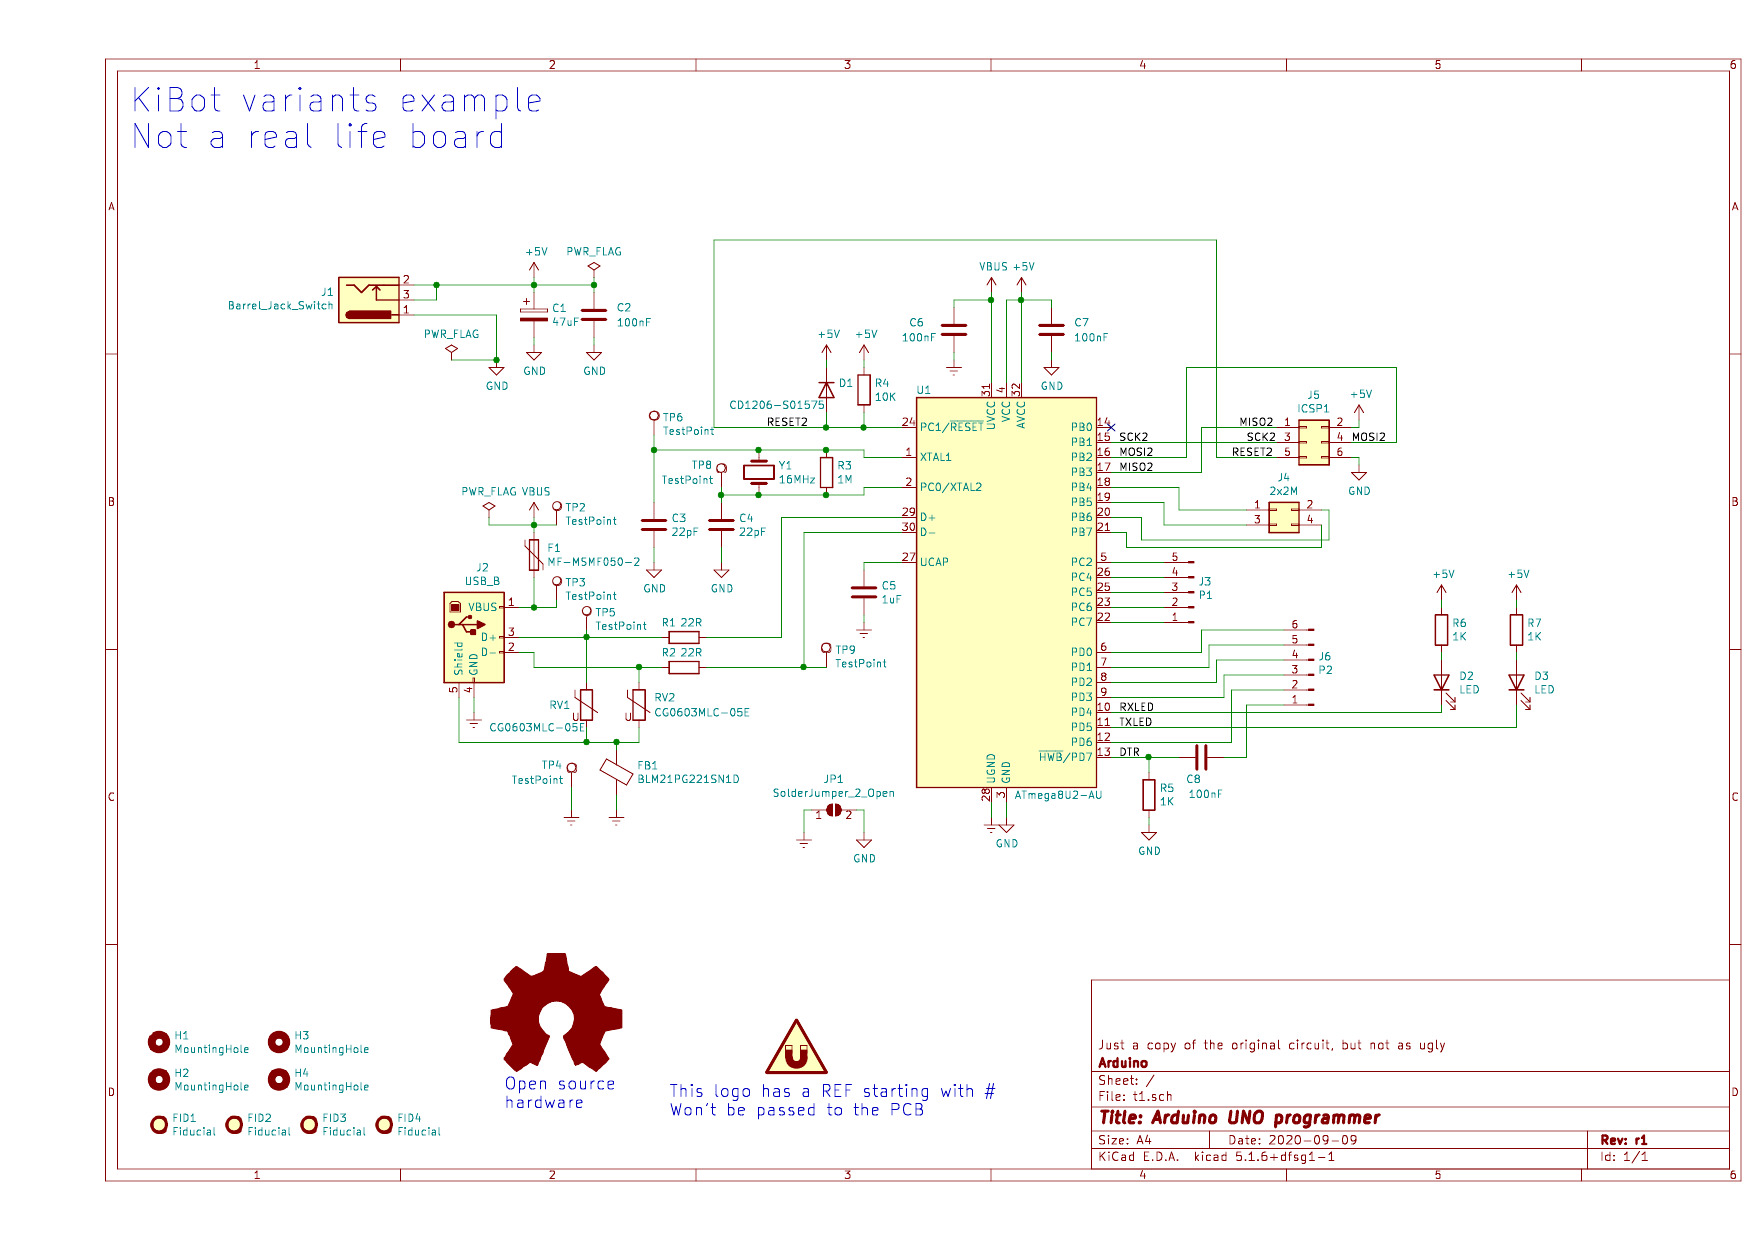 1 2 3 4 5 6
KiBot variants example
Not a real life board
A A
+5V PWR_FLAG
J1
Barrel_Jack_Switch
2
3
1
C1
47uF
C2
100nF
PWR_FLAG
GND GND GND
VBUS +5V
C6
100nF
C7
100nF
GND
+5V +5V
D1
CD1206-S01575
R4
10K
RESET2
TP6
TestPoint
TP8
TestPoint
Y1
16MHz
R3
1M
C3
22pF
C4
22pF
GND GND
U1
31 4 32
UVCC VCC AVCC
24 PC1/RESET
1 XTAL1
2 PC0/XTAL2
29 D+
30 D-
27 UCAP
C5
1uF
PB0 14
PB1 15 SCK2
PB2 16 MOSI2
PB3 17 MISO2
PB4 18
PB5 19
PB6 20
PB7 21
PC2 5
PC4 26
PC5 25
PC6 23
PC7 22
PD0 6
PD1 7
PD2 8
PD3 9
PD4 10 RXLED
PD5 11 TXLED
PD6 12
HWB/PD7 13 DTR
UGND GND
28 3
ATmega8U2-AU
GND
J5
ICSP1
+5V
MISO2 1 2
SCK2 3 4 MOSI2
RESET2 5 6
GND
J4
2x2M
1 2
3 4
5
4
3
2
1
J3
P1
6
5
4
3
2
1
J6
P2
+5V +5V
R6
1K
R7
1K
D2
LED
D3
LED
C8
100nF
R5
1K
GND
B B
PWR_FLAG VBUS
TP2
TestPoint
F1
MF-MSMF050-2
TP3
TestPoint
J2
USB_B
VBUS 1
D+ 3
D- 2
Shield GND
5 4
TP5
TestPoint
R1 22R
R2 22R
TP9
TestPoint
RV1
CG0603MLC-05E
RV2
CG0603MLC-05E
TP4
TestPoint
FB1
BLM21PG221SN1D
JP1
SolderJumper_2_Open
1 2
GND
C C
H1
MountingHole
H3
MountingHole
H2
MountingHole
H4
MountingHole
FID1
Fiducial
FID2
Fiducial
FID3
Fiducial
FID4
Fiducial
Open source
hardware
This logo has a REF starting with #
Won't be passed to the PCB
D D
Just a copy of the original circuit, but not as ugly
Arduino
Sheet: /
File: t1.sch
Title: Arduino UNO programmer
Size: A4 Date: 2020-09-09 Rev: r1
KiCad E.D.A. kicad 5.1.6+dfsg1-1 Id: 1/1
1 2 3 4 5 6